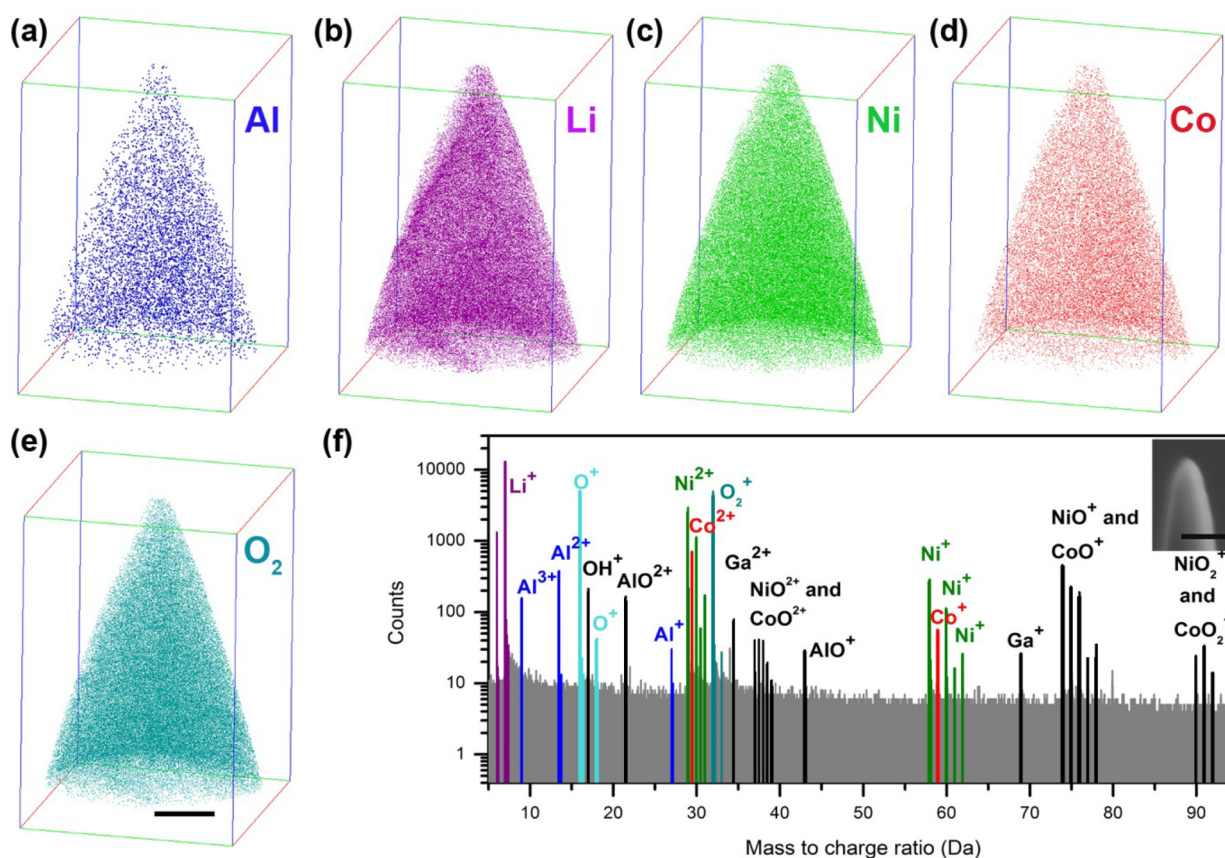 (a)
Al
(b)
Li
(c)
Ni
(d)
Co
(e)
O₂
(f)
Counts
10000
1000
100
10
1
Li⁺
Al³⁺
Al²⁺
O⁺
OH⁺
O⁺
AlO²⁺
Al⁺
Ni²⁺
Co²⁺
O₂⁺
Ga²⁺
NiO²⁺ and
CoO²⁺
AlO⁺
Ni⁺
Ni⁺
Co⁺
Ni⁺
Ga⁺
NiO⁺ and
CoO⁺
NiO₂⁺
and
CoO₂
10 20 30 40 50 60 70 80 90
Mass to charge ratio (Da)